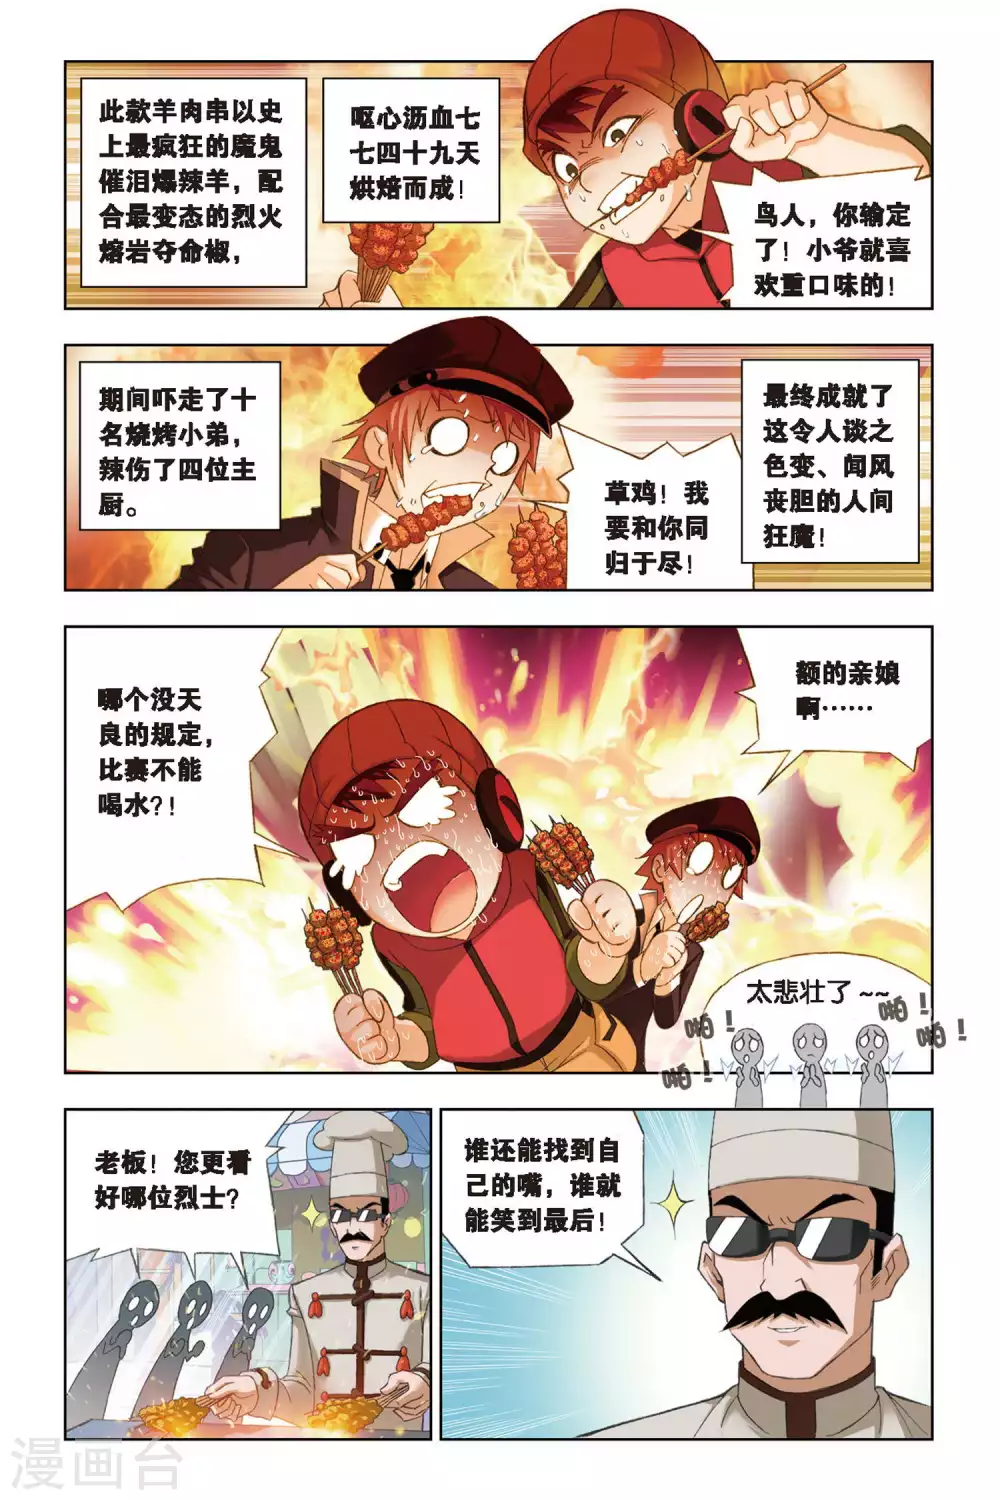 此款羊肉串以史
上最疯狂的魔鬼
催泪爆辣羊，配
合最变态的烈火
熔岩夺命椒，
呕心沥血七
七四十九天
烘焙而成！
鸟人，你输定
了！小爷就喜
欢重口味的！
期间吓走了十
名烧烤小弟，
辣伤了四位主
厨。
草鸡！我
要和你同
归于尽！
最终成就了
这令人谈之
色变、闻风
丧胆的人间
狂魔！
哪个没天
良的规定，
比赛不能
喝水？！
额的亲娘
啊……
太悲壮了~~
啪！
啪！
啪！
啪！
老板！您更看
好哪位烈士？
谁还能找到自
己的嘴，谁就
能笑到最后！
漫画台